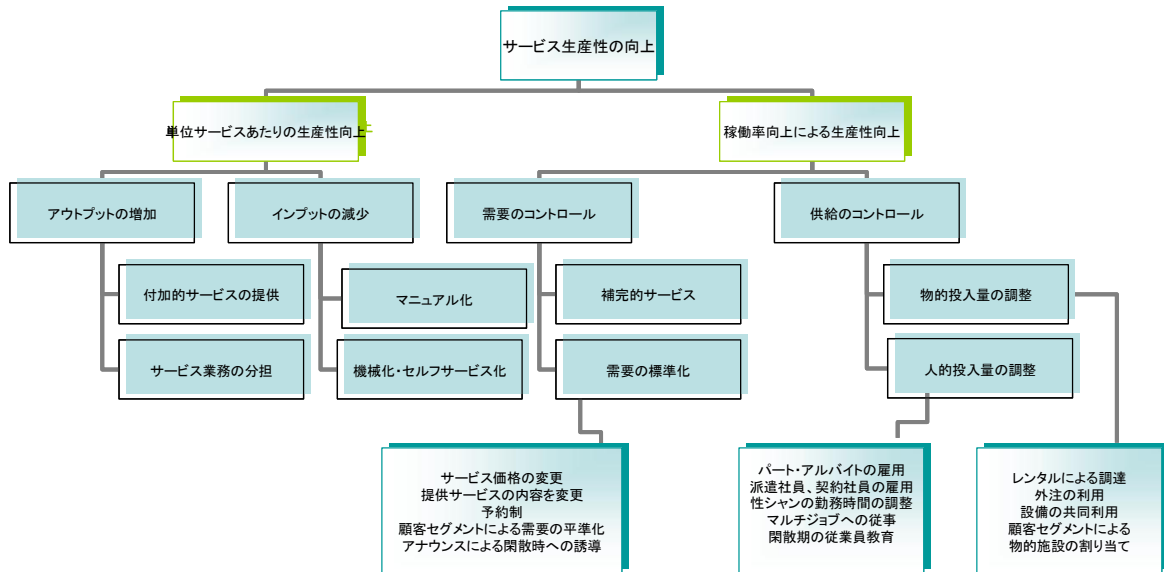 サービス生産性の向上
単位サービスあたりの生産性向上
稼働率向上による生産性向上
アウトプットの増加
インプットの減少
需要のコントロール
供給のコントロール
付加的サービスの提供
マニュアル化
補完的サービス
物的投入量の調整
サービス業務の分担
機械化・セルフサービス化
需要の標準化
人的投入量の調整
サービス価格の変更
提供サービスの内容を変更
予約制
顧客セグメントによる需要の平準化
アナウンスによる閑散時への誘導
パート・アルバイトの雇用
派遣社員、契約社員の雇用
性シャンの勤務時間の調整
マルチジョブへの従事
閑散期の従業員教育
レンタルによる調達
外注の利用
設備の共同利用
顧客セグメントによる
物的施設の割り当て